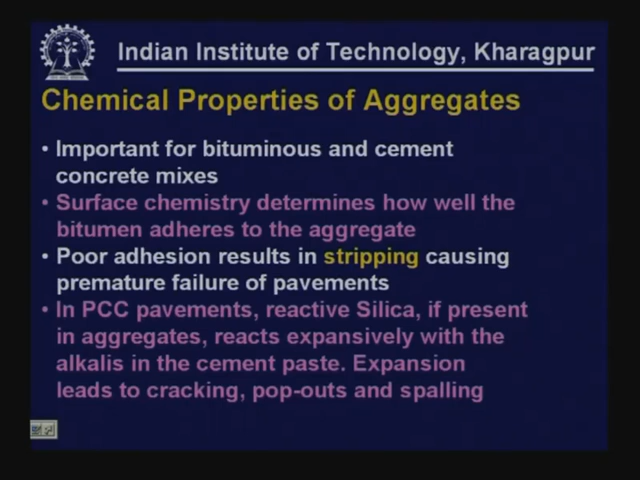 Indian Institute of Technology, Kharagpur
Chemical Properties of Aggregates
• Important for bituminous and cement
concrete mixes
• Surface chemistry determines how well the
bitumen adheres to the aggregate
• Poor adhesion results in stripping causing
premature failure of pavements
• In PCC pavements, reactive Silica, if present
in aggregates, reacts expansively with the
alkalis in the cement paste. Expansion
leads to cracking, pop-outs and spalling